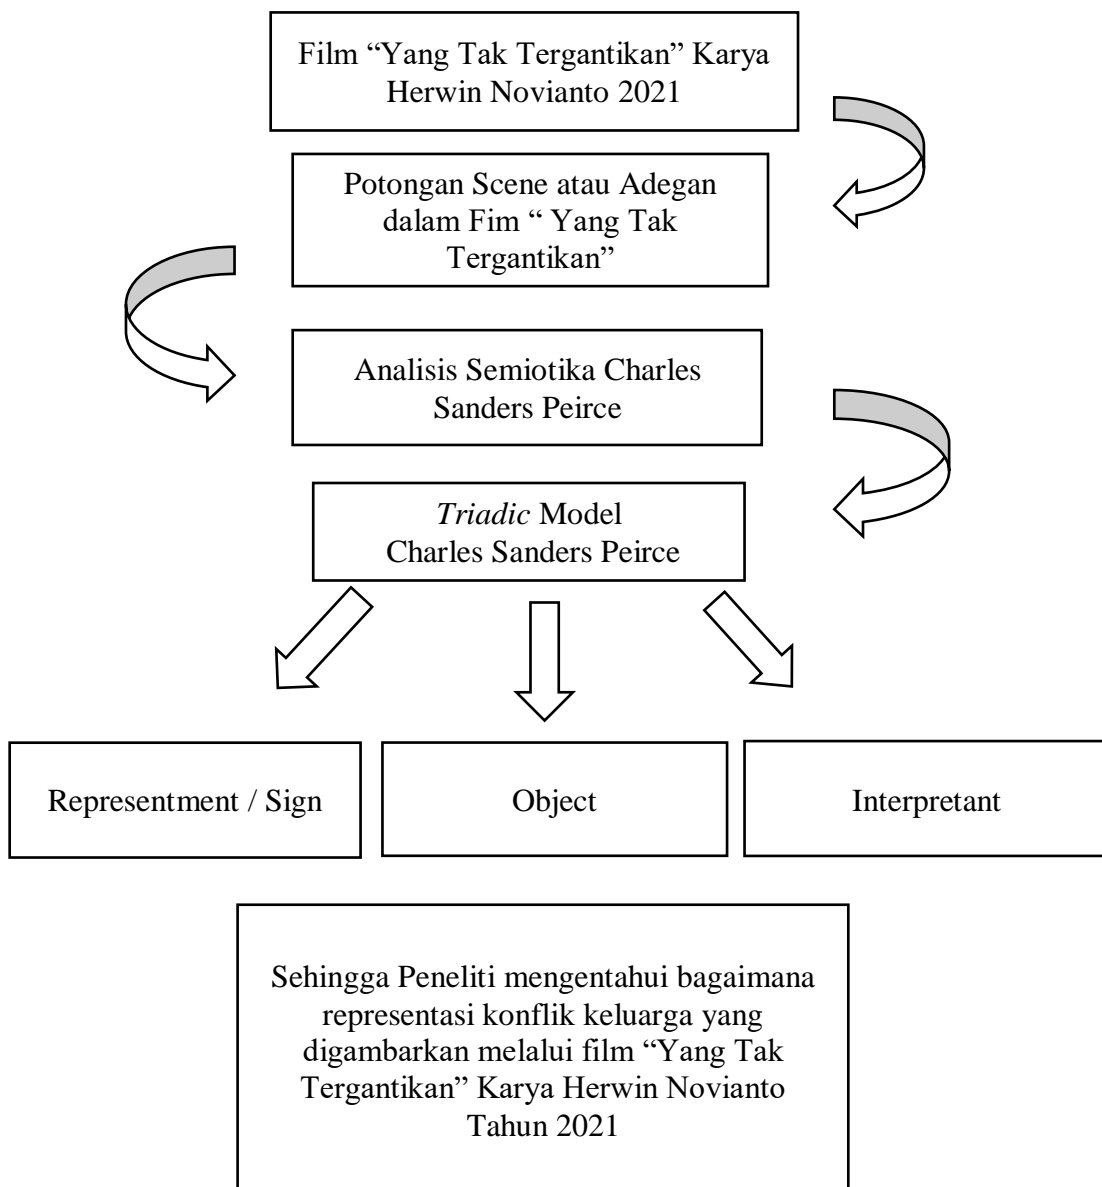 Film “Yang Tak Tergantikan” Karya
Herwin Novianto 2021
Potongan Scene atau Adegan
dalam Fim “ Yang Tak
Tergantikan”
Analisis Semiotika Charles
Sanders Peirce
Triadic Model
Charles Sanders Peirce
Representment / Sign
Object
Interpretant
Sehingga Peneliti mengentahui bagaimana
representasi konflik keluarga yang
digambarkan melalui film “Yang Tak
Tergantikan” Karya Herwin Novianto
Tahun 2021